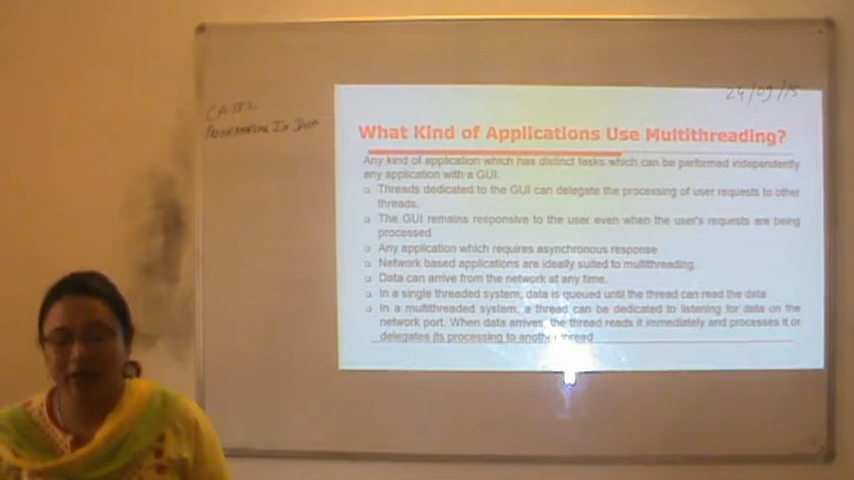 24/09/15
Programming In Java
What Kind of Applications Use Multithreading?
Any kind of application which has distinct tasks which can be performed independently
any application with a GUI.
Threads dedicated to the GUI can delegate the processing of user requests to other
threads.
The GUI remains responsive to the user even when the user's requests are being
processed
Any application which requires asynchronous response
Network based applications are ideally suited to multithreading.
Data can arrive from the network at any time.
In a single threaded system, data is queued until the thread can read the data
In a multithreaded system, a thread can be dedicated to listening for data on the
network port. When data arrives, the thread reads it immediately and processes it or
delegates its processing to another thread